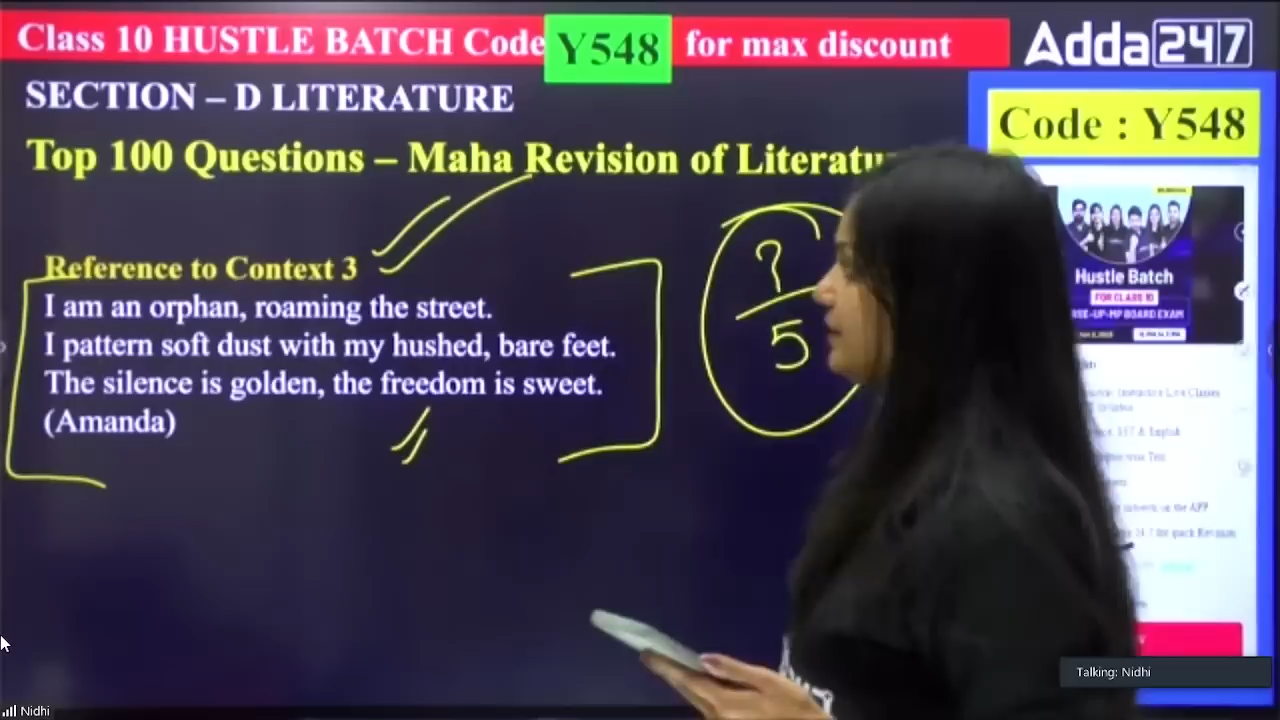 Class 10 HUSTLE BATCH Code Y548 for max discount
Adda247
SECTION – D LITERATURE
Code : Y548
Top 100 Questions – Maha Revision of Literatu
Reference to Context 3
I am an orphan, roaming the street.
I pattern soft dust with my hushed, bare feet.
The silence is golden, the freedom is sweet.
(Amanda)
?
5
Hustle Batch
FOR CLASS 10
Talking: Nidhi
Nidhi